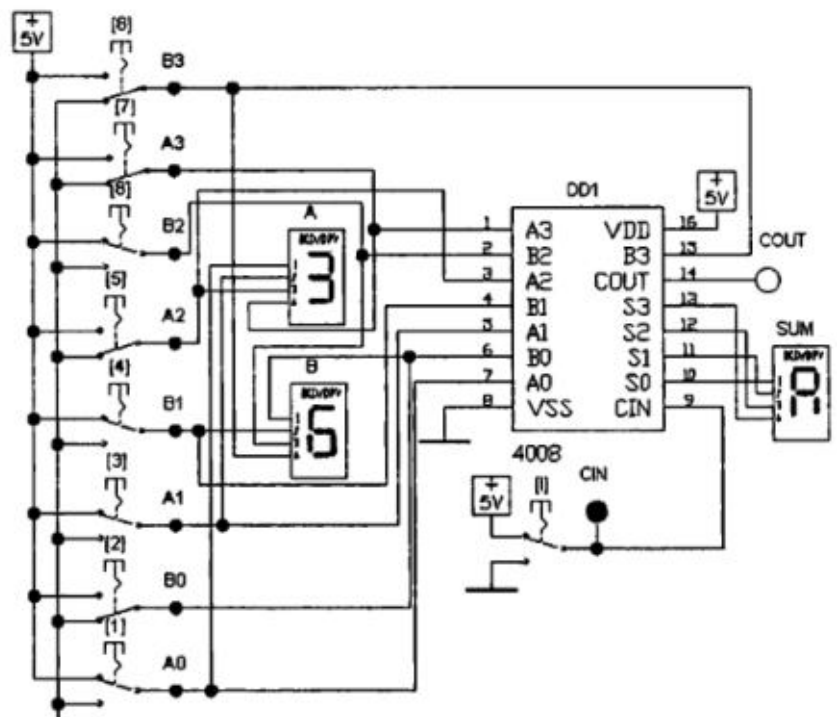 +
5V
[8]
B3
[7]
A3
[8]
B2
[5]
A2
[4]
B1
[3]
A1
[2]
B0
[1]
A0
A
3
B
6
DD1
1 A3 VDD 16
2 B2 B3 13
3 A2 COUT 14
4 B1 S3 13
5 A1 S2 12
6 B0 S1 11
7 A0 S0 10
8 VSS CIN 9
4008
+
5V
COUT
SUM
A
+
5V
[I]
CIN